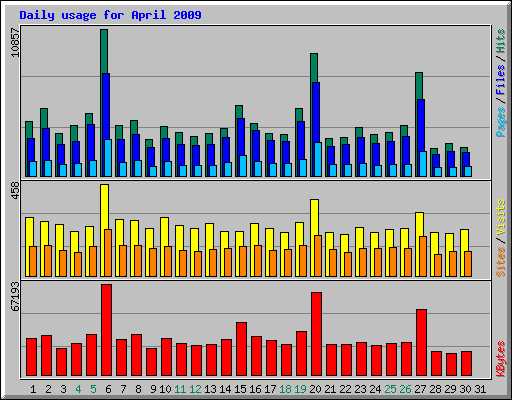 Daily usage for April 2009
10857
Pages / Files / Hits
458
Sites / Visits
67193
KBytes
1 2 3 4 5 6 7 8 9 10 11 12 13 14 15 16 17 18 19 20 21 22 23 24 25 26 27 28 29 30 31